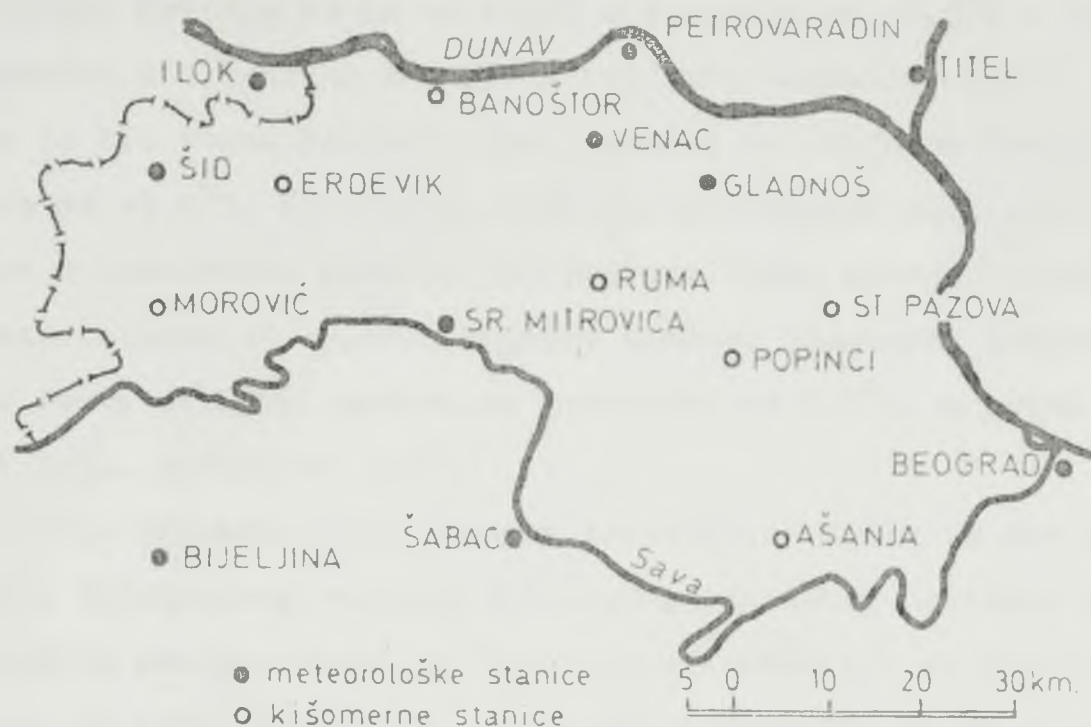 PETROVARADIN
DUNAV
ILOK
TITEL
BANOŠTOR
VENAC
ŠID
ERDEVIK
GLADNOŠ
MOROVIĆ
RUMA
ST PAZOVA
SR. MITROVICA
POPINCI
BEOGRAD
ŠABAC
AŠANJA
BIJELJINA
Sava
meteorološke stanice
5 0 10 20 30km.
kišomerne stanice